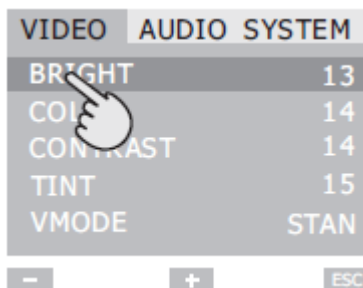 VIDEO AUDIO SYSTEM
BRIGHT 13
14
CONTRAST 14
TINT 15
VMODE STAN
- + ESC